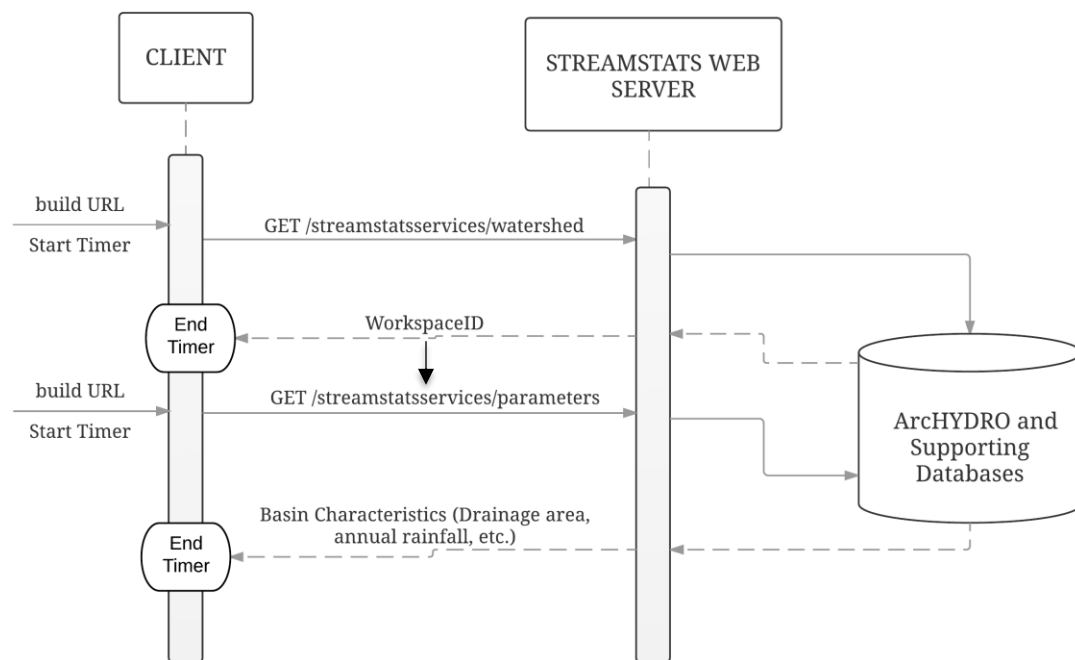 CLIENT
STREAMSTATS WEB
SERVER
build URL
Start Timer
GET /streamstatsservices/watershed
End
Timer
WorkspaceID
build URL
Start Timer
GET /streamstatsservices/parameters
ArcHYDRO and
Supporting
Databases
Basin Characteristics (Drainage area,
annual rainfall, etc.)
End
Timer